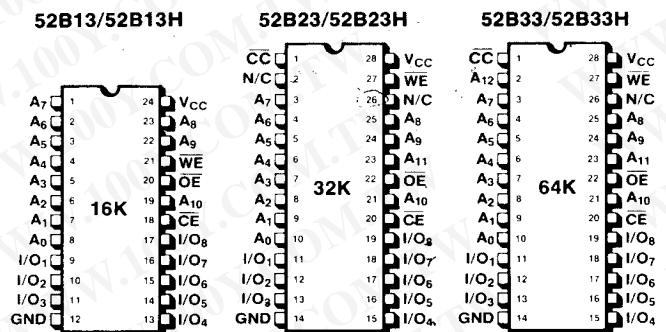 52B13/52B13H
A7 1 24 VCC
A6 2 23 A8
A5 3 22 A9
A4 4 21 WE
A3 5 20 OE
A2 6 19 A10
A1 7 18 CE
A0 8 17 I/O8
I/O1 9 16 I/O7
I/O2 10 15 I/O6
I/O3 11 14 I/O5
GND 12 13 I/O4
16K
52B23/52B23H
CC 1 28 VCC
N/C 2 27 WE
A7 3 26 N/C
A6 4 25 A8
A5 5 24 A9
A4 6 23 A11
A3 7 22 OE
A2 8 21 A10
A1 9 20 CE
A0 10 19 I/O8
I/O1 11 18 I/O7
I/O2 12 17 I/O6
I/O3 13 16 I/O5
GND 14 15 I/O4
32K
52B33/52B33H
CC 1 28 VCC
A12 2 27 WE
A7 3 26 N/C
A6 4 25 A8
A5 5 24 A9
A4 6 23 A11
A3 7 22 OE
A2 8 21 A10
A1 9 20 CE
A0 10 19 I/O8
I/O1 11 18 I/O7
I/O2 12 17 I/O6
I/O3 13 16 I/O5
GND 14 15 I/O4
64K
WWW.100Y.COM.TW